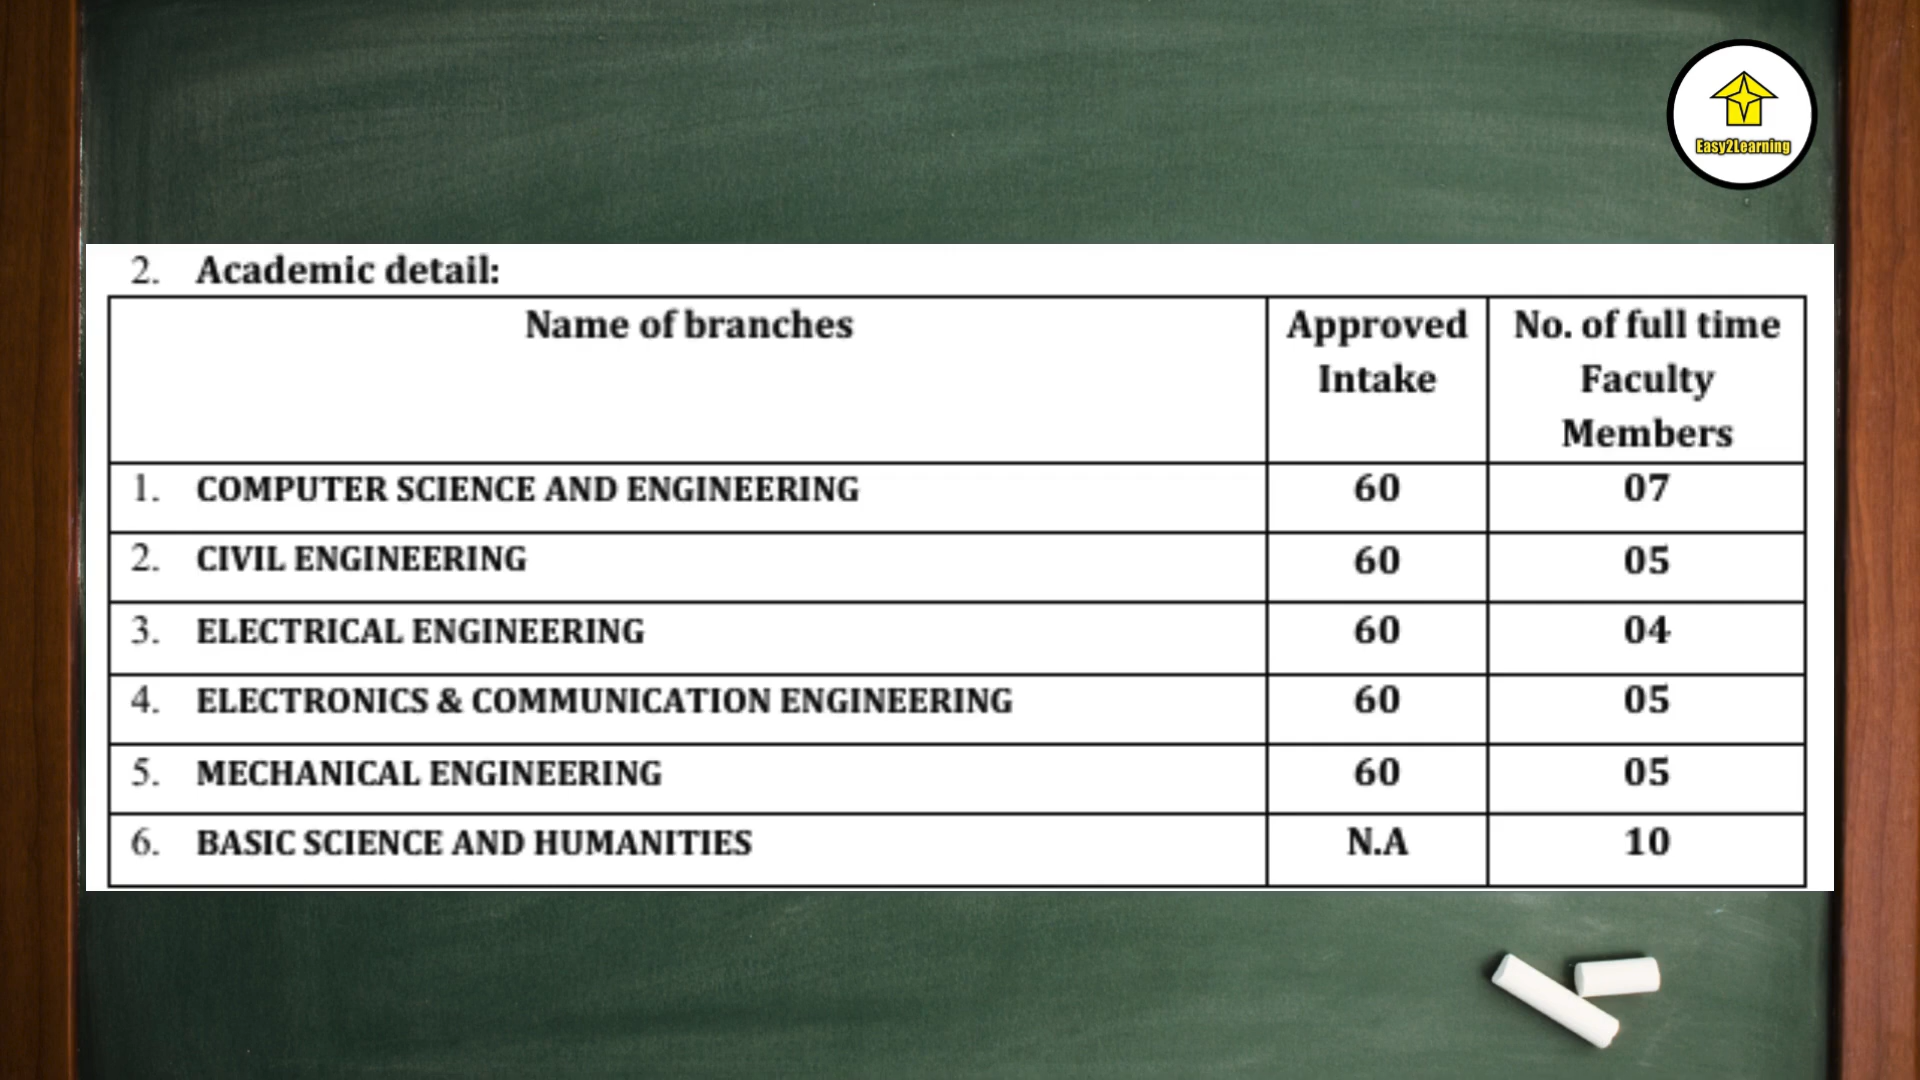 Easy2Learning
2. Academic detail:
Name of branches
Approved
Intake
No. of full time
Faculty
Members
1. COMPUTER SCIENCE AND ENGINEERING 60 07
2. CIVIL ENGINEERING 60 05
3. ELECTRICAL ENGINEERING 60 04
4. ELECTRONICS & COMMUNICATION ENGINEERING 60 05
5. MECHANICAL ENGINEERING 60 05
6. BASIC SCIENCE AND HUMANITIES N.A 10